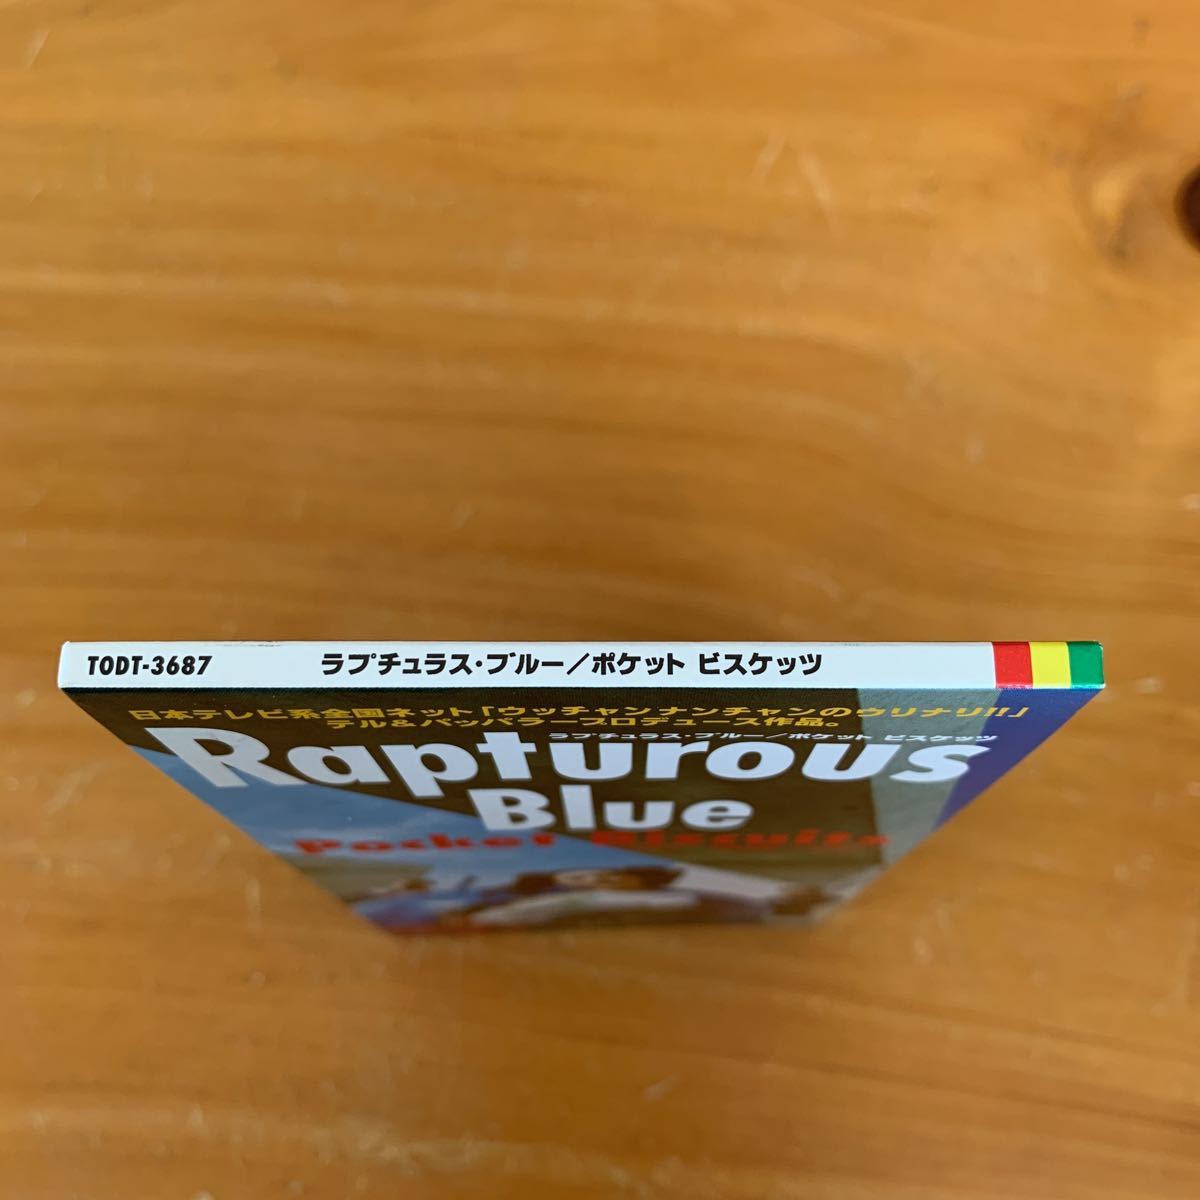 TODT-3687 ラプチュラス・ブルー／ポケット ビスケッツ
日本テレビ系全国ネット「ウッチャンナンチャンのウリナリ!!」
テル＆パッパラープロデュース作品。
ラプチュラス・ブルー／ポケット ビスケッツ
Rapturous
Blue
Pocket Biscuits